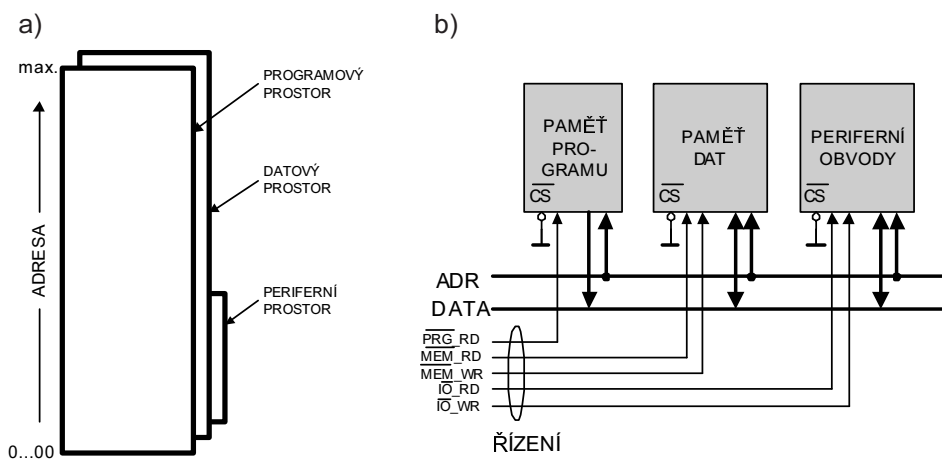 a)
max.
PROGRAMOVÝ
PROSTOR
DATOVÝ
PROSTOR
PERIFERNÍ
PROSTOR
ADRESA
0...00
b)
PAMĚŤ
PRO-
GRAMU
CS
PAMĚŤ
DAT
CS
PERIFERNÍ
OBVODY
CS
ADR
DATA
PRG_RD
MEM_RD
MEM_WR
IO_RD
IO_WR
ŘÍZENÍ